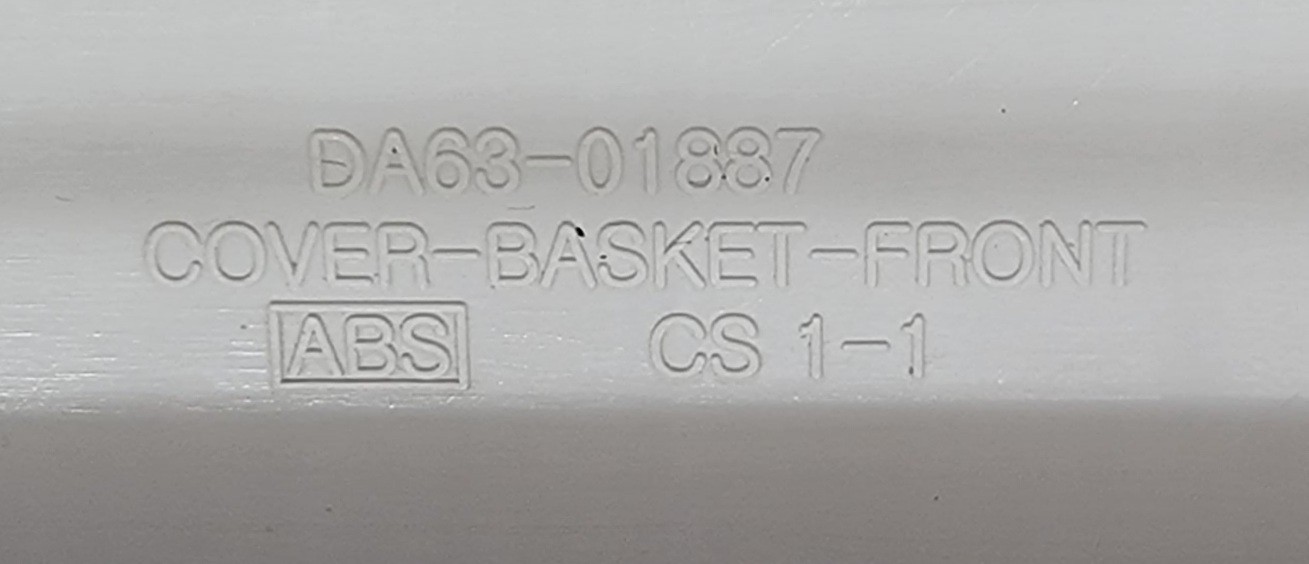 DA63-01887
COVER-BASKET-FRONT
ABS CS 1-1